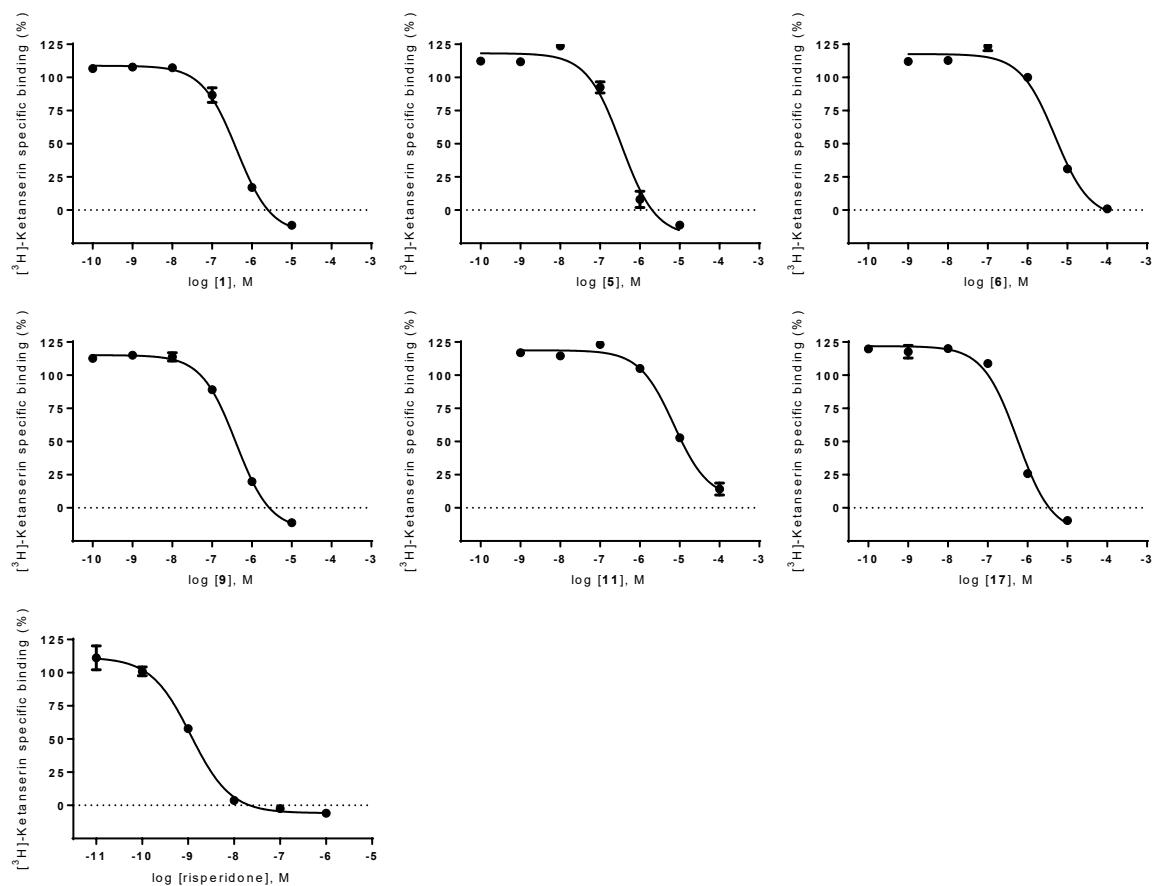 [³H]-Ketanserin specific binding (%)
125
100
75
50
25
0
-10 -9 -8 -7 -6 -5 -4 -3
log [1], M
[³H]-Ketanserin specific binding (%)
125
100
75
50
25
0
-10 -9 -8 -7 -6 -5 -4 -3
log [5], M
[³H]-Ketanserin specific binding (%)
125
100
75
50
25
0
-10 -9 -8 -7 -6 -5 -4 -3
log [6], M
[³H]-Ketanserin specific binding (%)
125
100
75
50
25
0
-10 -9 -8 -7 -6 -5 -4 -3
log [9], M
[³H]-Ketanserin specific binding (%)
125
100
75
50
25
0
-10 -9 -8 -7 -6 -5 -4 -3
log [11], M
[³H]-Ketanserin specific binding (%)
125
100
75
50
25
0
-10 -9 -8 -7 -6 -5 -4 -3
log [17], M
[³H]-Ketanserin specific binding (%)
125
100
75
50
25
0
-11 -10 -9 -8 -7 -6 -5
log [risperidone], M